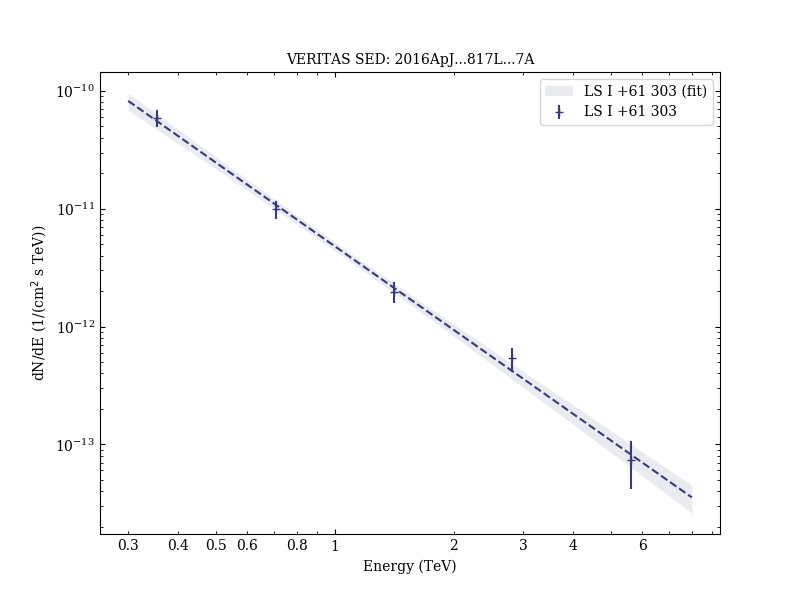 VERITAS SED: 2016ApJ...817L...7A
LS I +61 303 (fit)
LS I +61 303
dN/dE (1/(cm² s TeV))
10⁻¹⁰
10⁻¹¹
10⁻¹²
10⁻¹³
0.3 0.4 0.5 0.6 0.8 1 2 3 4 6
Energy (TeV)